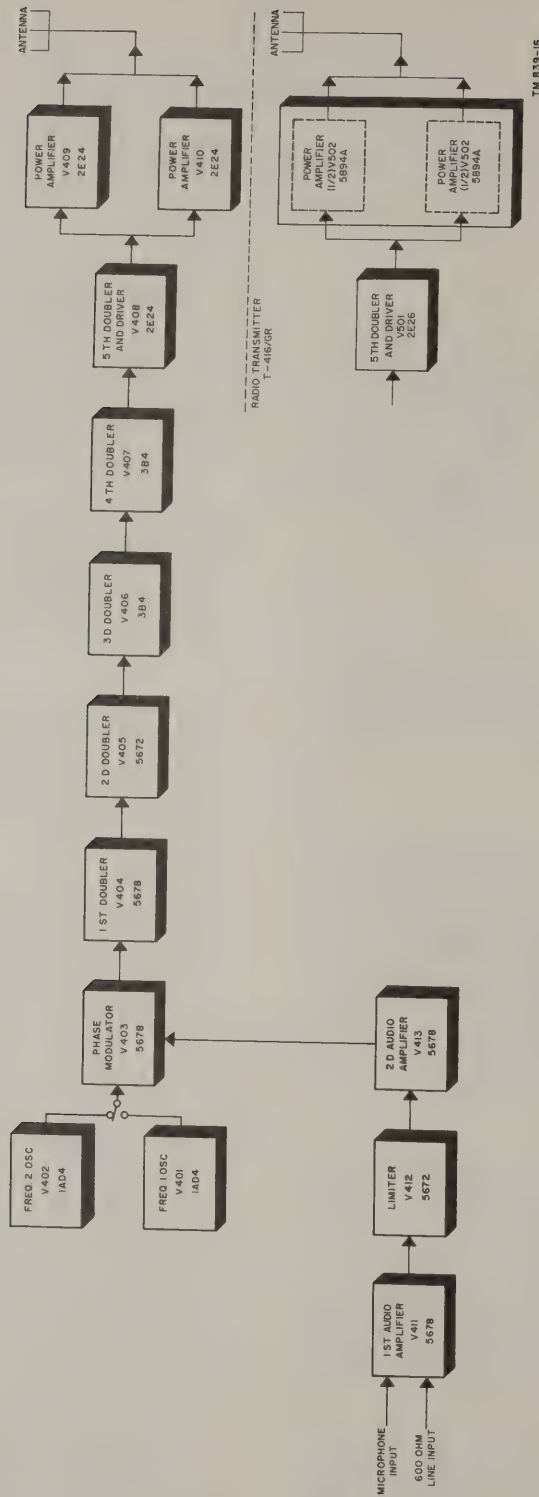 FREQ. 2 OSC
V402
1AD4
FREQ 1 OSC
V401
1AD4
PHASE
MODULATOR
V403
5678
1 ST DOUBLER
V404
5678
2 D DOUBLER
V405
5672
3 D DOUBLER
V406
3B4
4 TH DOUBLER
V407
3B4
5 TH DOUBLER
AND DRIVER
V408
2E24
POWER
AMPLIFIER
V409
2E24
POWER
AMPLIFIER
V410
2E24
ANTENNA
MICROPHONE
INPUT
600 OHM
LINE INPUT
1 ST AUDIO
AMPLIFIER
V411
5678
LIMITER
V412
5672
2 D AUDIO
AMPLIFIER
V413
5678
RADIO TRANSMITTER
T-416/GR
5 TH DOUBLER
AND DRIVER
V501
2E26
POWER
AMPLIFIER
(1/2)V502
5894A
POWER
AMPLIFIER
(1/2)V502
5894A
ANTENNA
TM 839-16